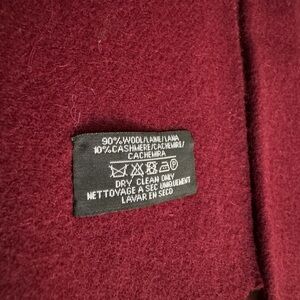 90% WOOL/LAINE/LANA
10% CASHMERE/CACHEMIRE/
CACHEMIRA
DRY CLEAN ONLY
NETTOYAGE A SEC UNIQUEMENT
LAVAR EN SECO